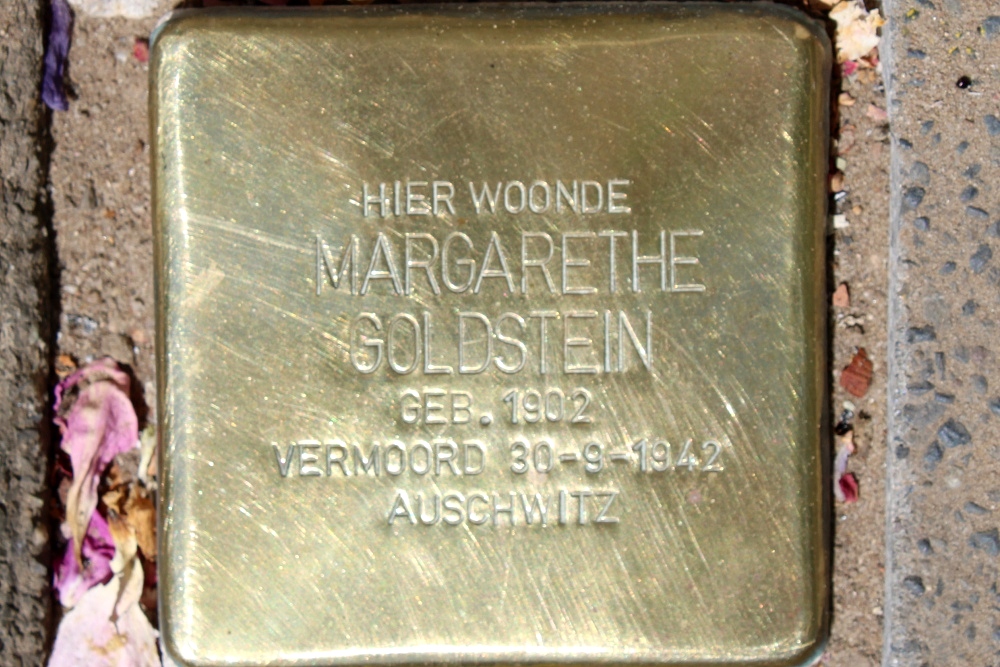 HIER WOONDE
MARGARETHE
GOLDSTEIN
GEB. 1902
VERMOORD 30-9-1942
AUSCHWITZ